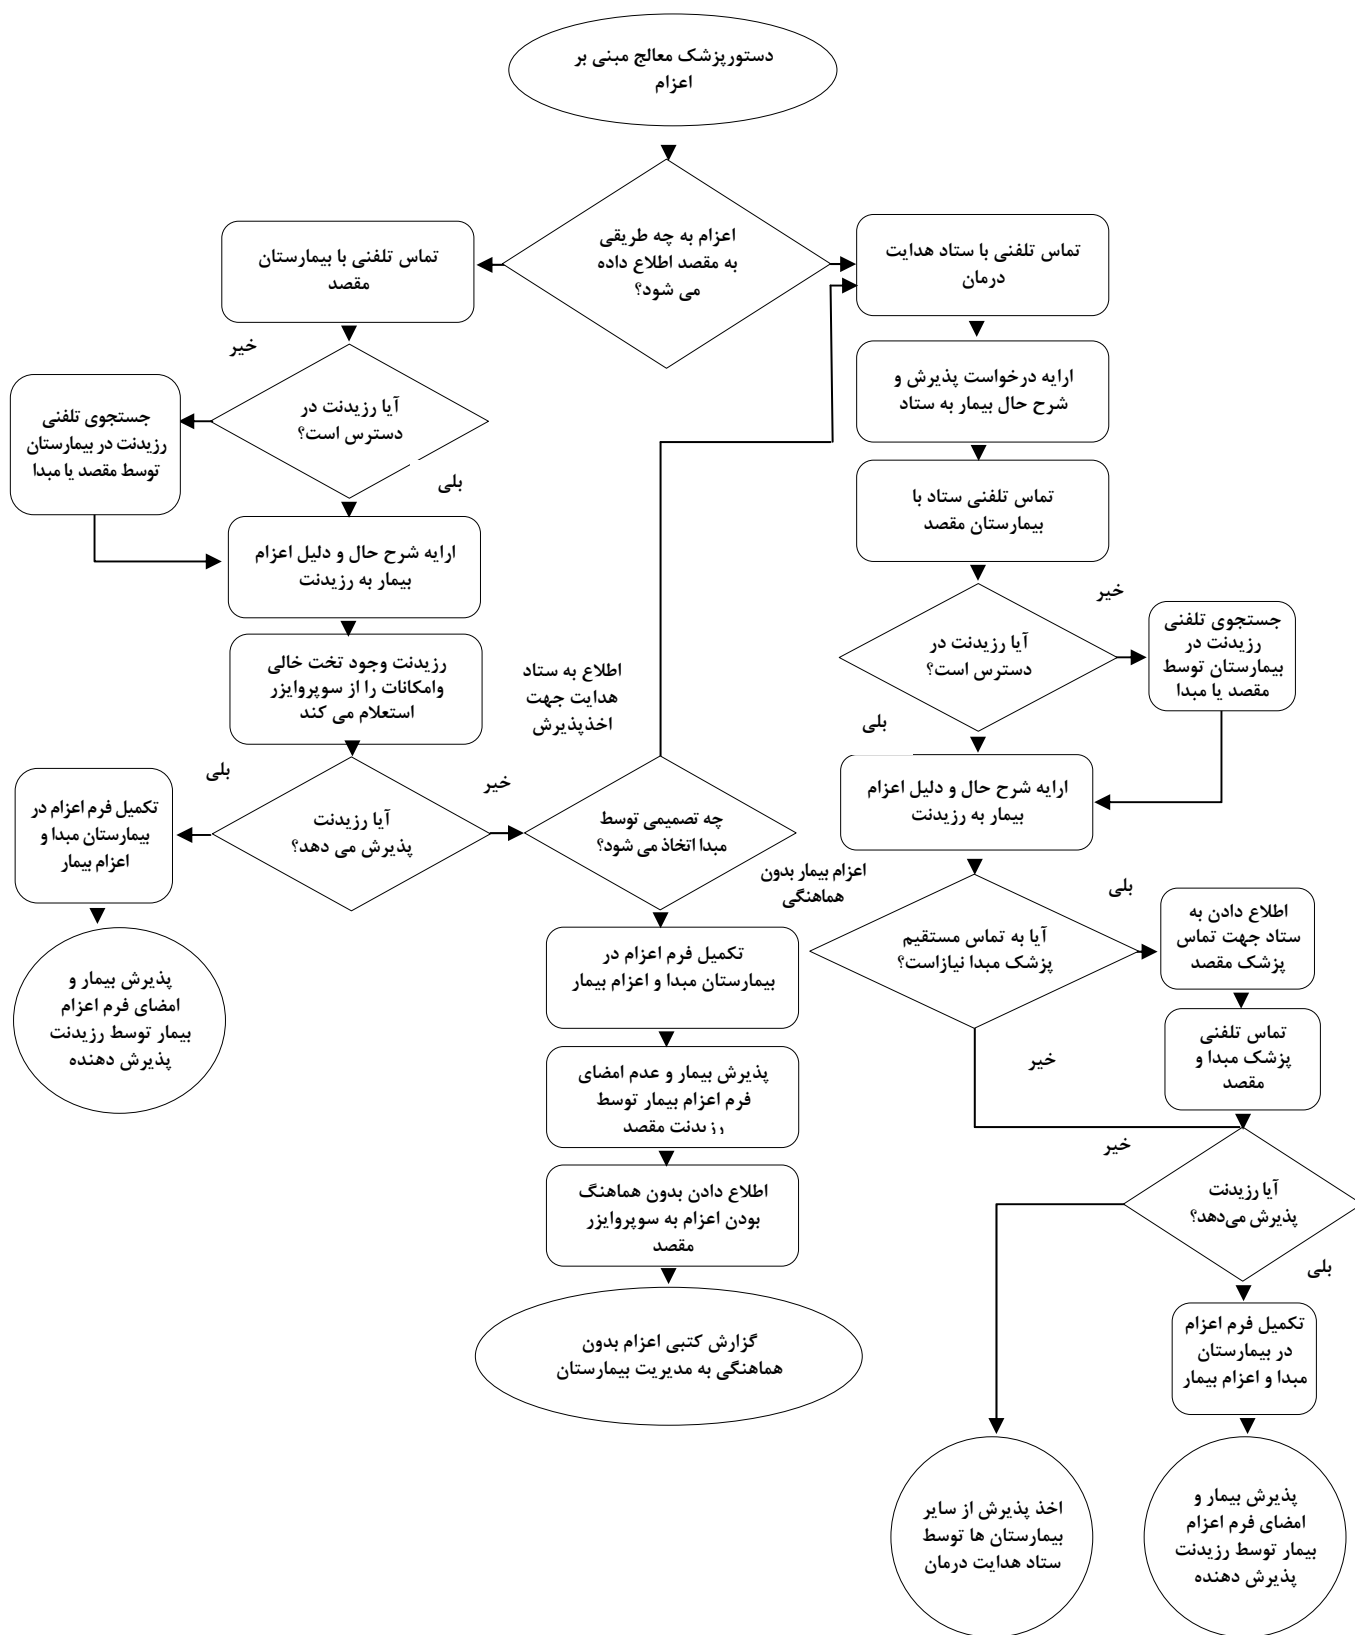 دستورپزشک معالج مبنی بر
اعزام
اعزام به چه طریقی
به مقصد اطلاع داده
می شود؟
تماس تلفنی با ستاد هدایت
درمان
ارایه درخواست پذیرش و
شرح حال بیمار به ستاد
تماس تلفنی ستاد با
بیمارستان مقصد
آیا رزیدنت در
دسترس است؟
خیر
جستجوی تلفنی
رزیدنت در
بیمارستان توسط
مقصد یا مبدا
بلی
ارایه شرح حال و دلیل اعزام
بیمار به رزیدنت
آیا به تماس مستقیم
پزشک مبدا نیازاست؟
بلی
اطلاع دادن به
ستاد جهت تماس
پزشک مقصد
تماس تلفنی
پزشک مبدا و
مقصد
خیر
آیا رزیدنت
پذیرش می‌دهد؟
خیر
بلی
تکمیل فرم اعزام
در بیمارستان
مبدا و اعزام بیمار
پذیرش بیمار و
امضای فرم اعزام
بیمار توسط رزیدنت
پذیرش دهنده
اخذ پذیرش از سایر
بیمارستان ها توسط
ستاد هدایت درمان
تماس تلفنی با بیمارستان
مقصد
خیر
آیا رزیدنت در
دسترس است؟
جستجوی تلفنی
رزیدنت در بیمارستان
توسط مقصد یا مبدا
بلی
ارایه شرح حال و دلیل اعزام
بیمار به رزیدنت
رزیدنت وجود تخت خالی
وامکانات را از سوپروایزر
استعلام می کند
آیا رزیدنت
پذیرش می دهد؟
بلی
تکمیل فرم اعزام در
بیمارستان مبدا و
اعزام بیمار
پذیرش بیمار و
امضای فرم اعزام
بیمار توسط رزیدنت
پذیرش دهنده
خیر
چه تصمیمی توسط
مبدا اتخاذ می شود؟
اطلاع به ستاد
هدایت جهت
اخذپذیرش
اعزام بیمار بدون
هماهنگی
تکمیل فرم اعزام در
بیمارستان مبدا و اعزام بیمار
پذیرش بیمار و عدم امضای
فرم اعزام بیمار توسط
رزیدنت مقصد
اطلاع دادن بدون هماهنگ
بودن اعزام به سوپروایزر
مقصد
گزارش کتبی اعزام بدون
هماهنگی به مدیریت بیمارستان